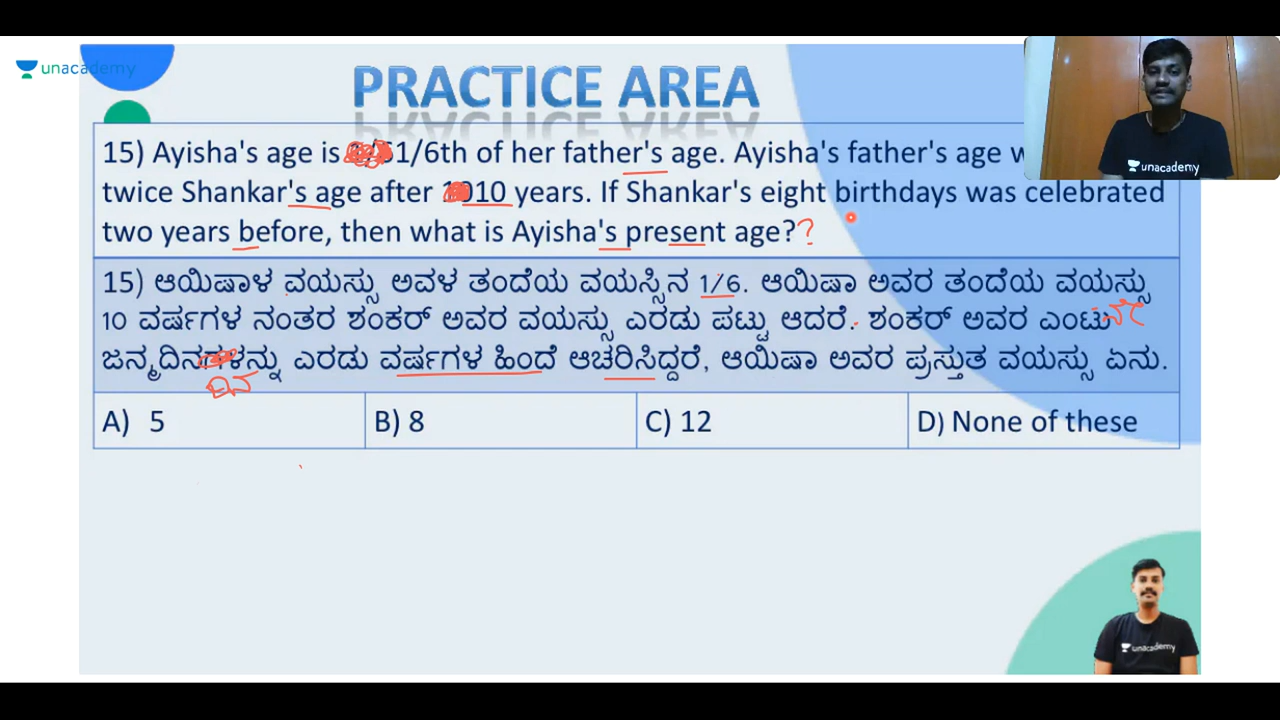 unacademy
PRACTICE AREA
15) Ayisha's age is 1/6th of her father's age. Ayisha's father's age
twice Shankar's age after 10 years. If Shankar's eight birthdays was celebrated
two years before, then what is Ayisha's present age??
15) ಆಯಿಷಾಳ ವಯಸ್ಸು ಅವಳ ತಂದೆಯ ವಯಸ್ಸಿನ 1/6. ಆಯಿಷಾ ಅವರ ತಂದೆಯ ವಯಸ್ಸು
10 ವರ್ಷಗಳ ನಂತರ ಶಂಕರ್ ಅವರ ವಯಸ್ಸು ಎರಡು ಪಟ್ಟು ಆದರೆ. ಶಂಕರ್ ಅವರ ಎಂಟುನೇ
ಜನ್ಮದಿನಗಳನ್ನು ಎರಡು ವರ್ಷಗಳ ಹಿಂದೆ ಆಚರಿಸಿದ್ದರೆ, ಆಯಿಷಾ ಅವರ ಪ್ರಸ್ತುತ ವಯಸ್ಸು ಏನು.
A) 5 B) 8 C) 12 D) None of these
unacademy
unacademy